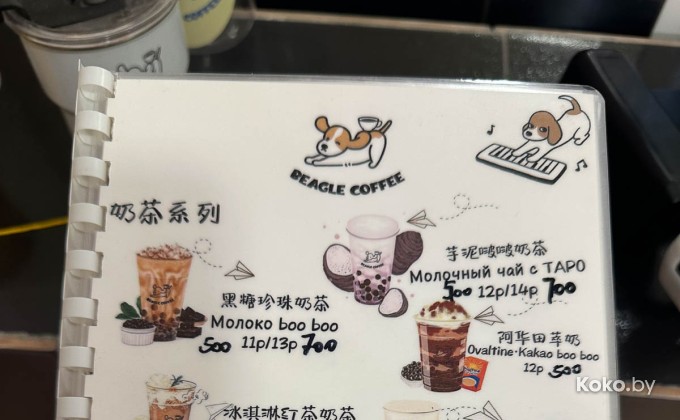 COFFEE
BEAGLE COFFEE
奶茶系列
黑糖珍珠奶茶
Молоко boo boo
500 11р/13р 700
芋泥啵啵奶茶
Молочный чай с ТАРО
500 12р/14р 700
阿华田萃奶
Ovaltine·Kakao boo boo
12р 500
冰淇淋红茶奶茶
Koko.by